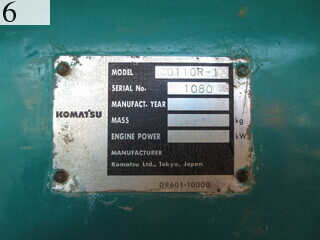 6
MODEL CD110R-1
SERIAL No. 1080
MANUFACT. YEAR
KOMATSU
MASS kg
ENGINE POWER kW
MANUFACTURER
Komatsu Ltd., Tokyo, Japan
09601-10000